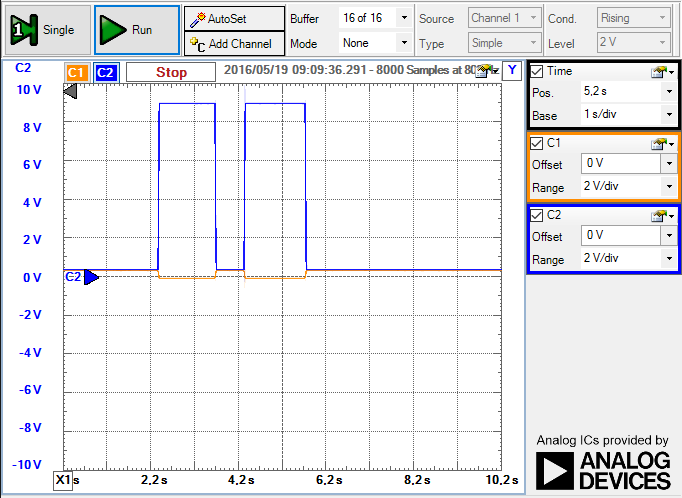 1 Single
Run
AutoSet
Add Channel
Buffer 16 of 16
Mode None
Source Channel 1
Type Simple
Cond. Rising
Level 2 V
C2
C1 C2 Stop 2016/05/19 09:09:36.291 - 8000 Samples at 80
Y
10 V
8 V
6 V
4 V
2 V
0 V
-2 V
-4 V
-6 V
-8 V
-10 V
C2
X1 s 2,2 s 4,2 s 6,2 s 8,2 s 10,2 s
Time
Pos. 5,2 s
Base 1 s/div
C1
Offset 0 V
Range 2 V/div
C2
Offset 0 V
Range 2 V/div
Analog ICs provided by
ANALOG
DEVICES